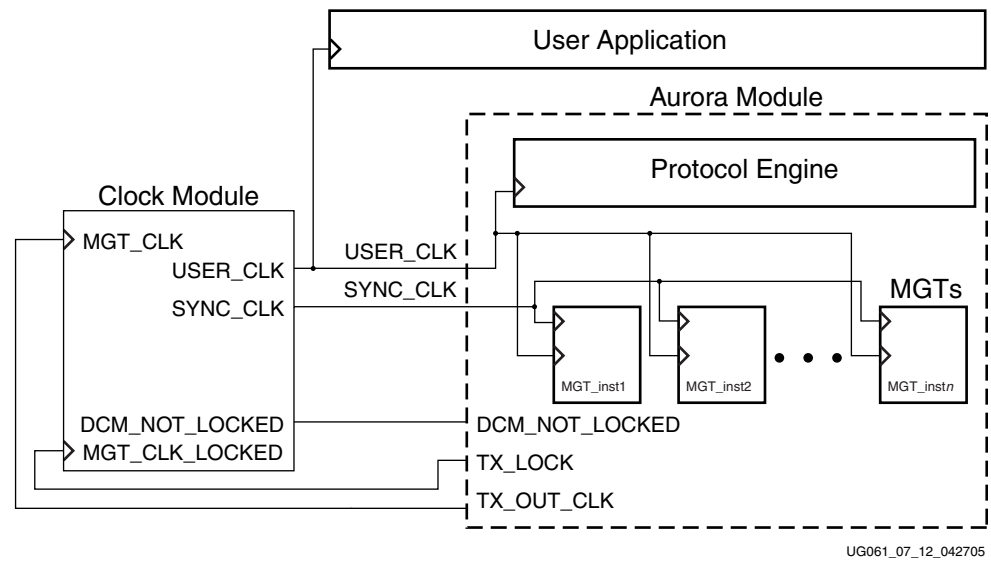 User Application
Aurora Module
Protocol Engine
Clock Module
MGT_CLK
USER_CLK
USER_CLK
SYNC_CLK
SYNC_CLK
MGTs
MGT_inst1
MGT_inst2
MGT_instn
DCM_NOT_LOCKED
DCM_NOT_LOCKED
MGT_CLK_LOCKED
TX_LOCK
TX_OUT_CLK
UG061_07_12_042705